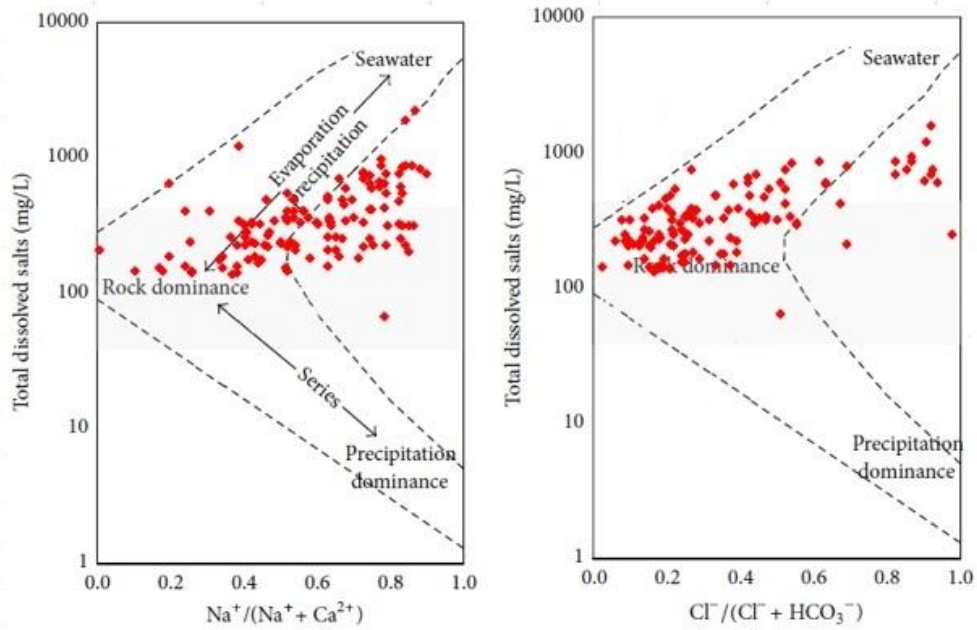 10000
1000
100
10
1
Total dissolved salts (mg/L)
Seawater
Evaporation
recipitation
Rock dominance
Series
Precipitation
dominance
0.0 0.2 0.4 0.6 0.8 1.0
Na⁺/(Na⁺ + Ca²⁺)
10000
1000
100
10
1
Total dissolved salts (mg/L)
Seawater
Rock dominance
Precipitation
dominance
0.0 0.2 0.4 0.6 0.8 1.0
Cl⁻/(Cl⁻ + HCO₃⁻)